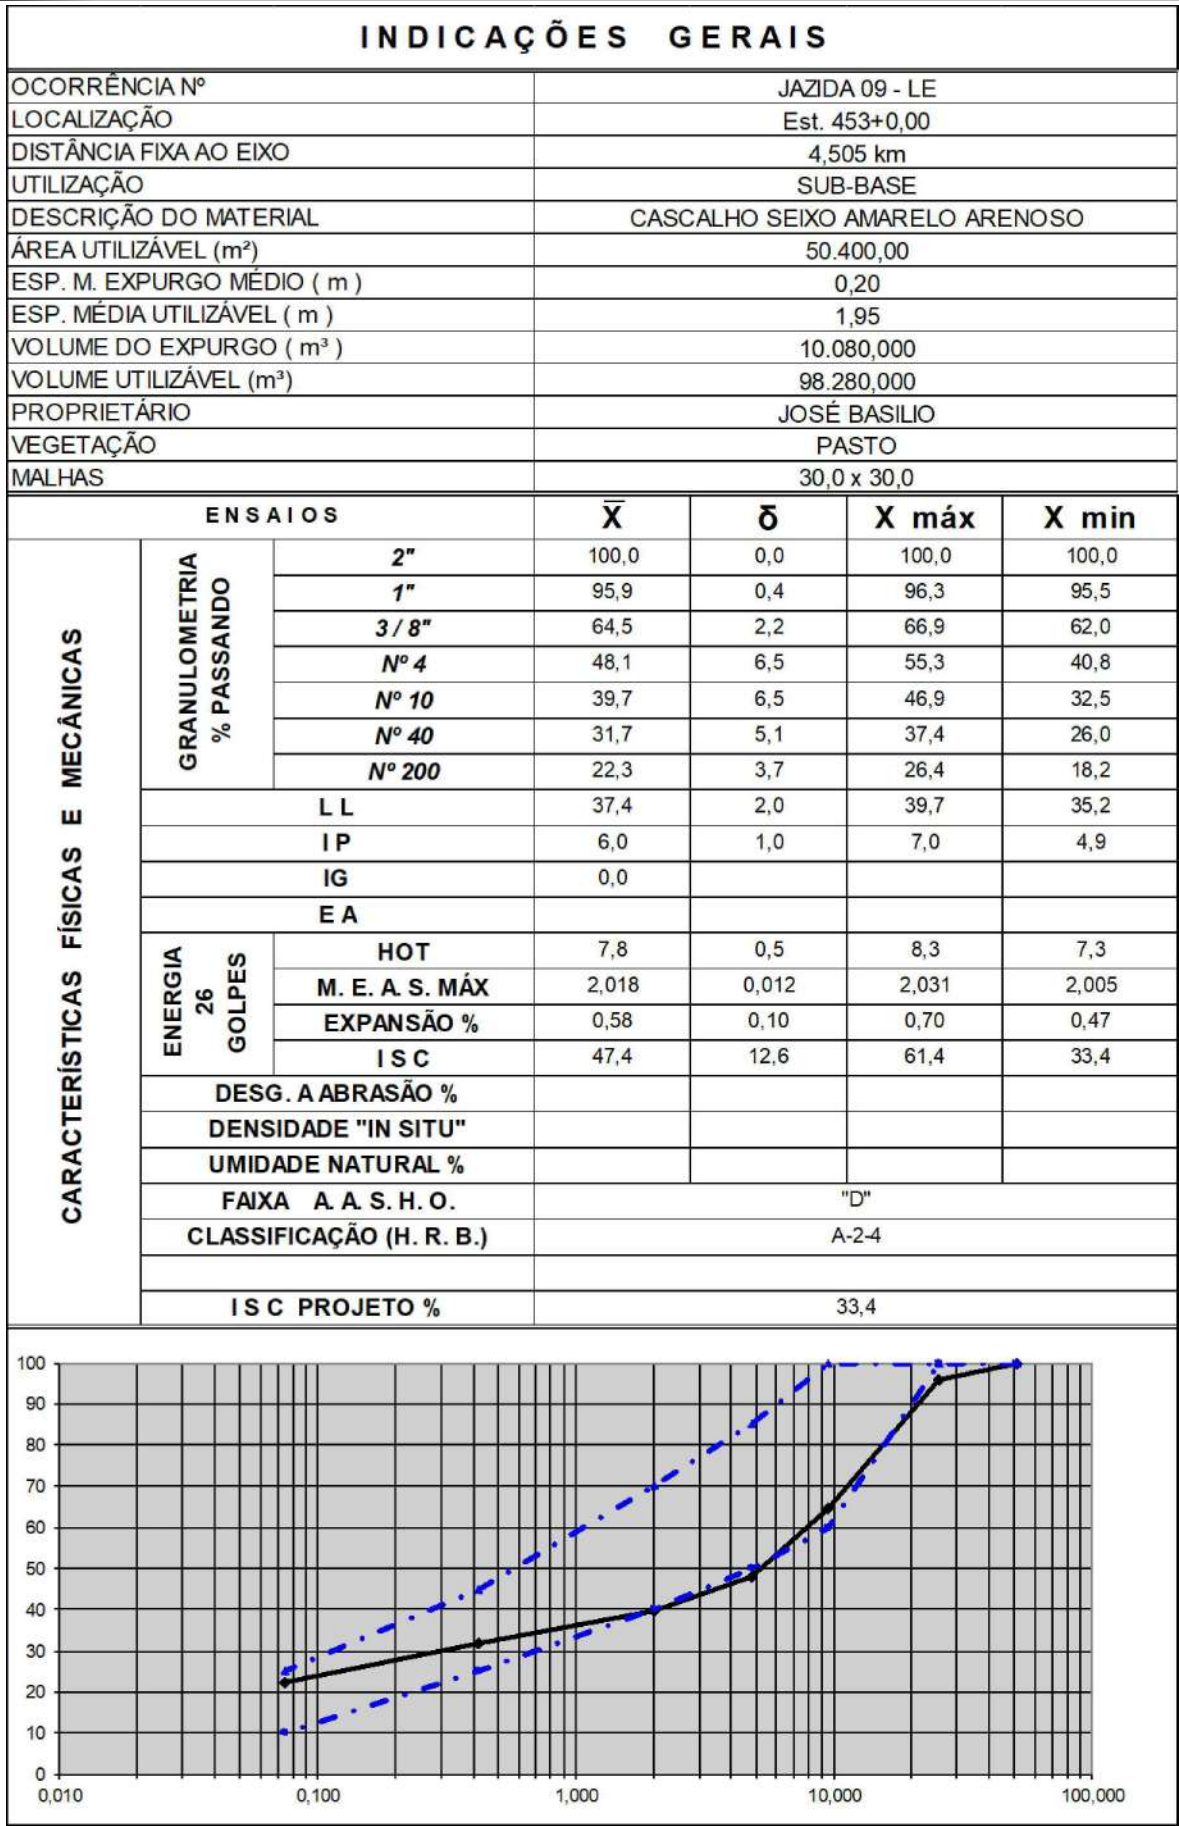 INDICAÇÕES GERAIS
OCORRÊNCIA Nº JAZIDA 09 - LE
LOCALIZAÇÃO Est. 453+0,00
DISTÂNCIA FIXA AO EIXO 4,505 km
UTILIZAÇÃO SUB-BASE
DESCRIÇÃO DO MATERIAL CASCALHO SEIXO AMARELO ARENOSO
ÁREA UTILIZÁVEL (m²) 50.400,00
ESP. M. EXPURGO MÉDIO ( m ) 0,20
ESP. MÉDIA UTILIZÁVEL ( m ) 1,95
VOLUME DO EXPURGO ( m³ ) 10.080,000
VOLUME UTILIZÁVEL (m³) 98.280,000
PROPRIETÁRIO JOSÉ BASILIO
VEGETAÇÃO PASTO
MALHAS 30,0 x 30,0
ENSAIOS X̅ δ X máx X min
CARACTERÍSTICAS FÍSICAS E MECÂNICAS
GRANULOMETRIA
% PASSANDO
2" 100,0 0,0 100,0 100,0
1" 95,9 0,4 96,3 95,5
3 / 8" 64,5 2,2 66,9 62,0
Nº 4 48,1 6,5 55,3 40,8
Nº 10 39,7 6,5 46,9 32,5
Nº 40 31,7 5,1 37,4 26,0
Nº 200 22,3 3,7 26,4 18,2
L L 37,4 2,0 39,7 35,2
I P 6,0 1,0 7,0 4,9
IG 0,0
E A
ENERGIA
26
GOLPES
HOT 7,8 0,5 8,3 7,3
M. E. A. S. MÁX 2,018 0,012 2,031 2,005
EXPANSÃO % 0,58 0,10 0,70 0,47
I S C 47,4 12,6 61,4 33,4
DESG. A ABRASÃO %
DENSIDADE "IN SITU"
UMIDADE NATURAL %
FAIXA A. A. S. H. O. "D"
CLASSIFICAÇÃO (H. R. B.) A-2-4
I S C PROJETO % 33,4
100
90
80
70
60
50
40
30
20
10
0
0,010 0,100 1,000 10,000 100,000